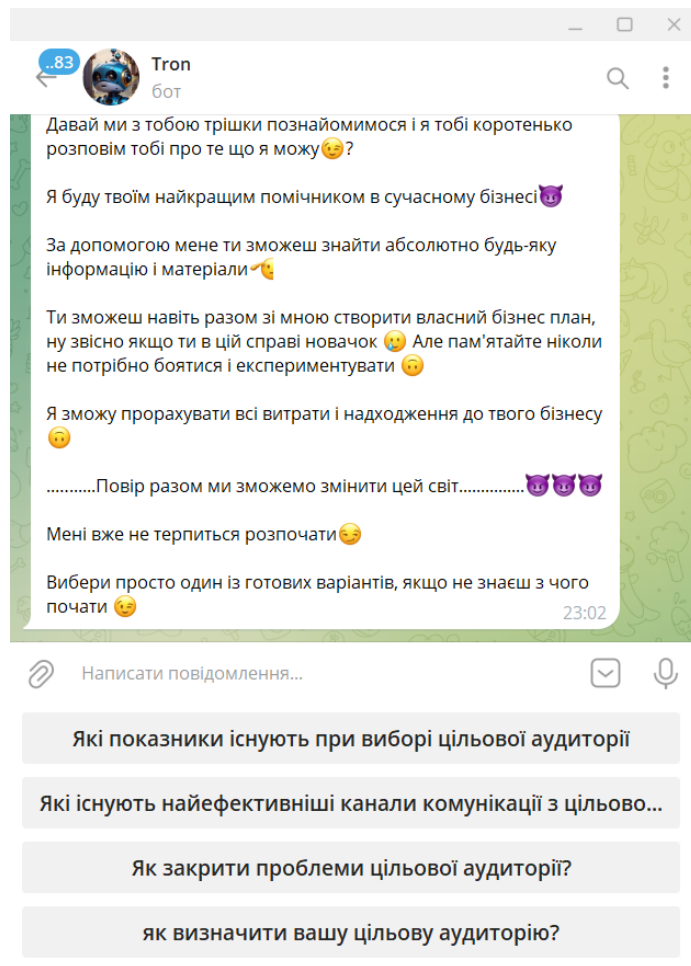 ..83
Tron
бот
Давай ми з тобою трішки познайомимося і я тобі коротенько
розповім тобі про те що я можу😉?
Я буду твоїм найкращим помічником в сучасному бізнесі😈
За допомогою мене ти зможеш знайти абсолютно будь-яку
інформацію і матеріали🫡
Ти зможеш навіть разом зі мною створити власний бізнес план,
ну звісно якщо ти в цій справі новачок 🥲 Але пам'ятайте ніколи
не потрібно боятися і експериментувати 🙃
Я зможу прорахувати всі витрати і надходження до твого бізнесу
🙃
...........Повір разом ми зможемо змінити цей світ...............😈😈😈
Мені вже не терпиться розпочати😏
Вибери просто один із готових варіантів, якщо не знаєш з чого
почати 😉
23:02
Написати повідомлення...
Які показники існують при виборі цільової аудиторії
Які існують найефективніші канали комунікації з цільово...
Як закрити проблеми цільової аудиторії?
як визначити вашу цільову аудиторію?